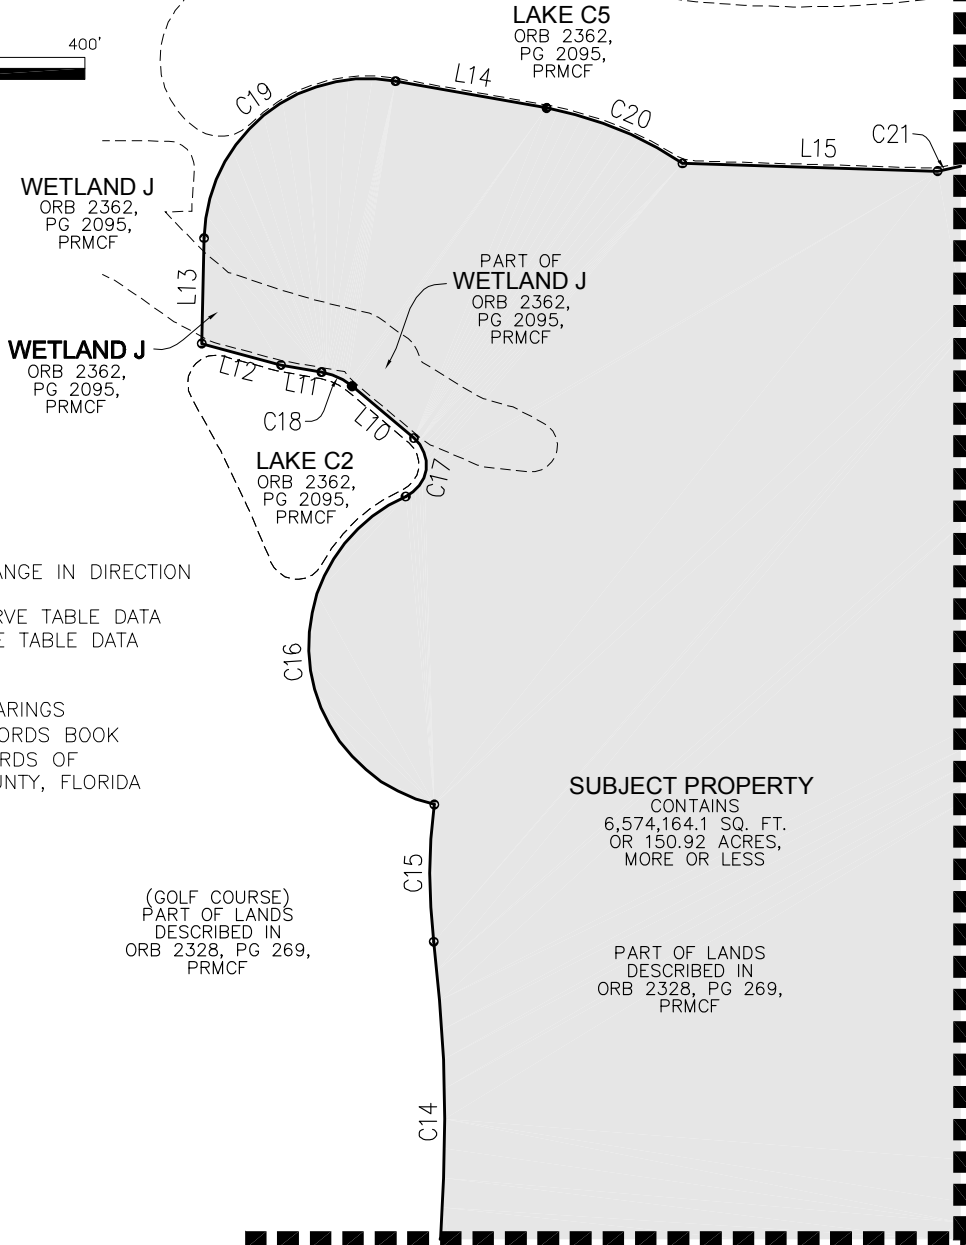 400'
LAKE C5
ORB 2362,
PG 2095,
PRMCF
L14
C19
C20
C21
L15
WETLAND J
ORB 2362,
PG 2095,
PRMCF
L13
PART OF
WETLAND J
ORB 2362,
PG 2095,
PRMCF
WETLAND J
ORB 2362,
PG 2095,
PRMCF
L12
L11
C18
L10
C17
LAKE C2
ORB 2362,
PG 2095,
PRMCF
ANGE IN DIRECTION
RVE TABLE DATA
E TABLE DATA
C16
ARINGS
ORDS BOOK
RDS OF
UNTY, FLORIDA
SUBJECT PROPERTY
CONTAINS
6,574,164.1 SQ. FT.
OR 150.92 ACRES,
MORE OR LESS
C15
(GOLF COURSE)
PART OF LANDS
DESCRIBED IN
ORB 2328, PG 269,
PRMCF
PART OF LANDS
DESCRIBED IN
ORB 2328, PG 269,
PRMCF
C14